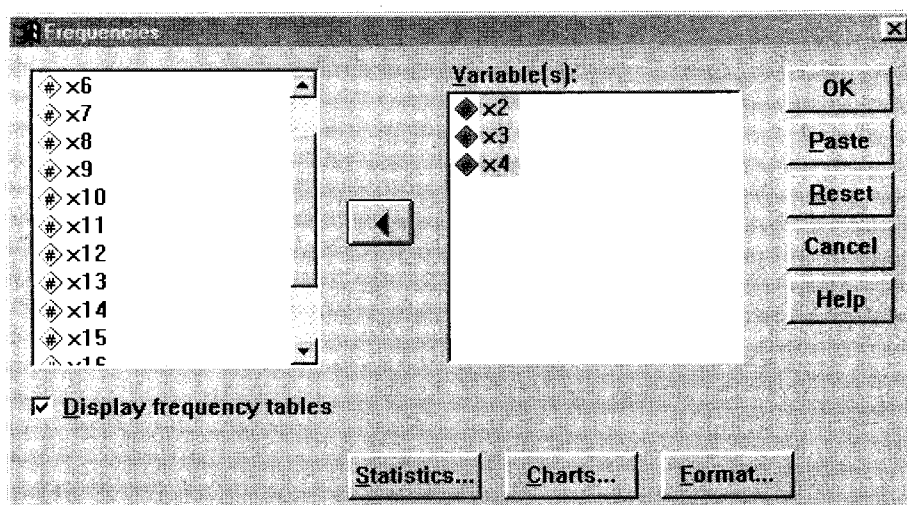 Frequencies
x6
x7
x8
x9
x10
x11
x12
x13
x14
x15
Variable(s):
x2
x3
x4
OK
Paste
Reset
Cancel
Help
Display frequency tables
Statistics...
Charts...
Format...